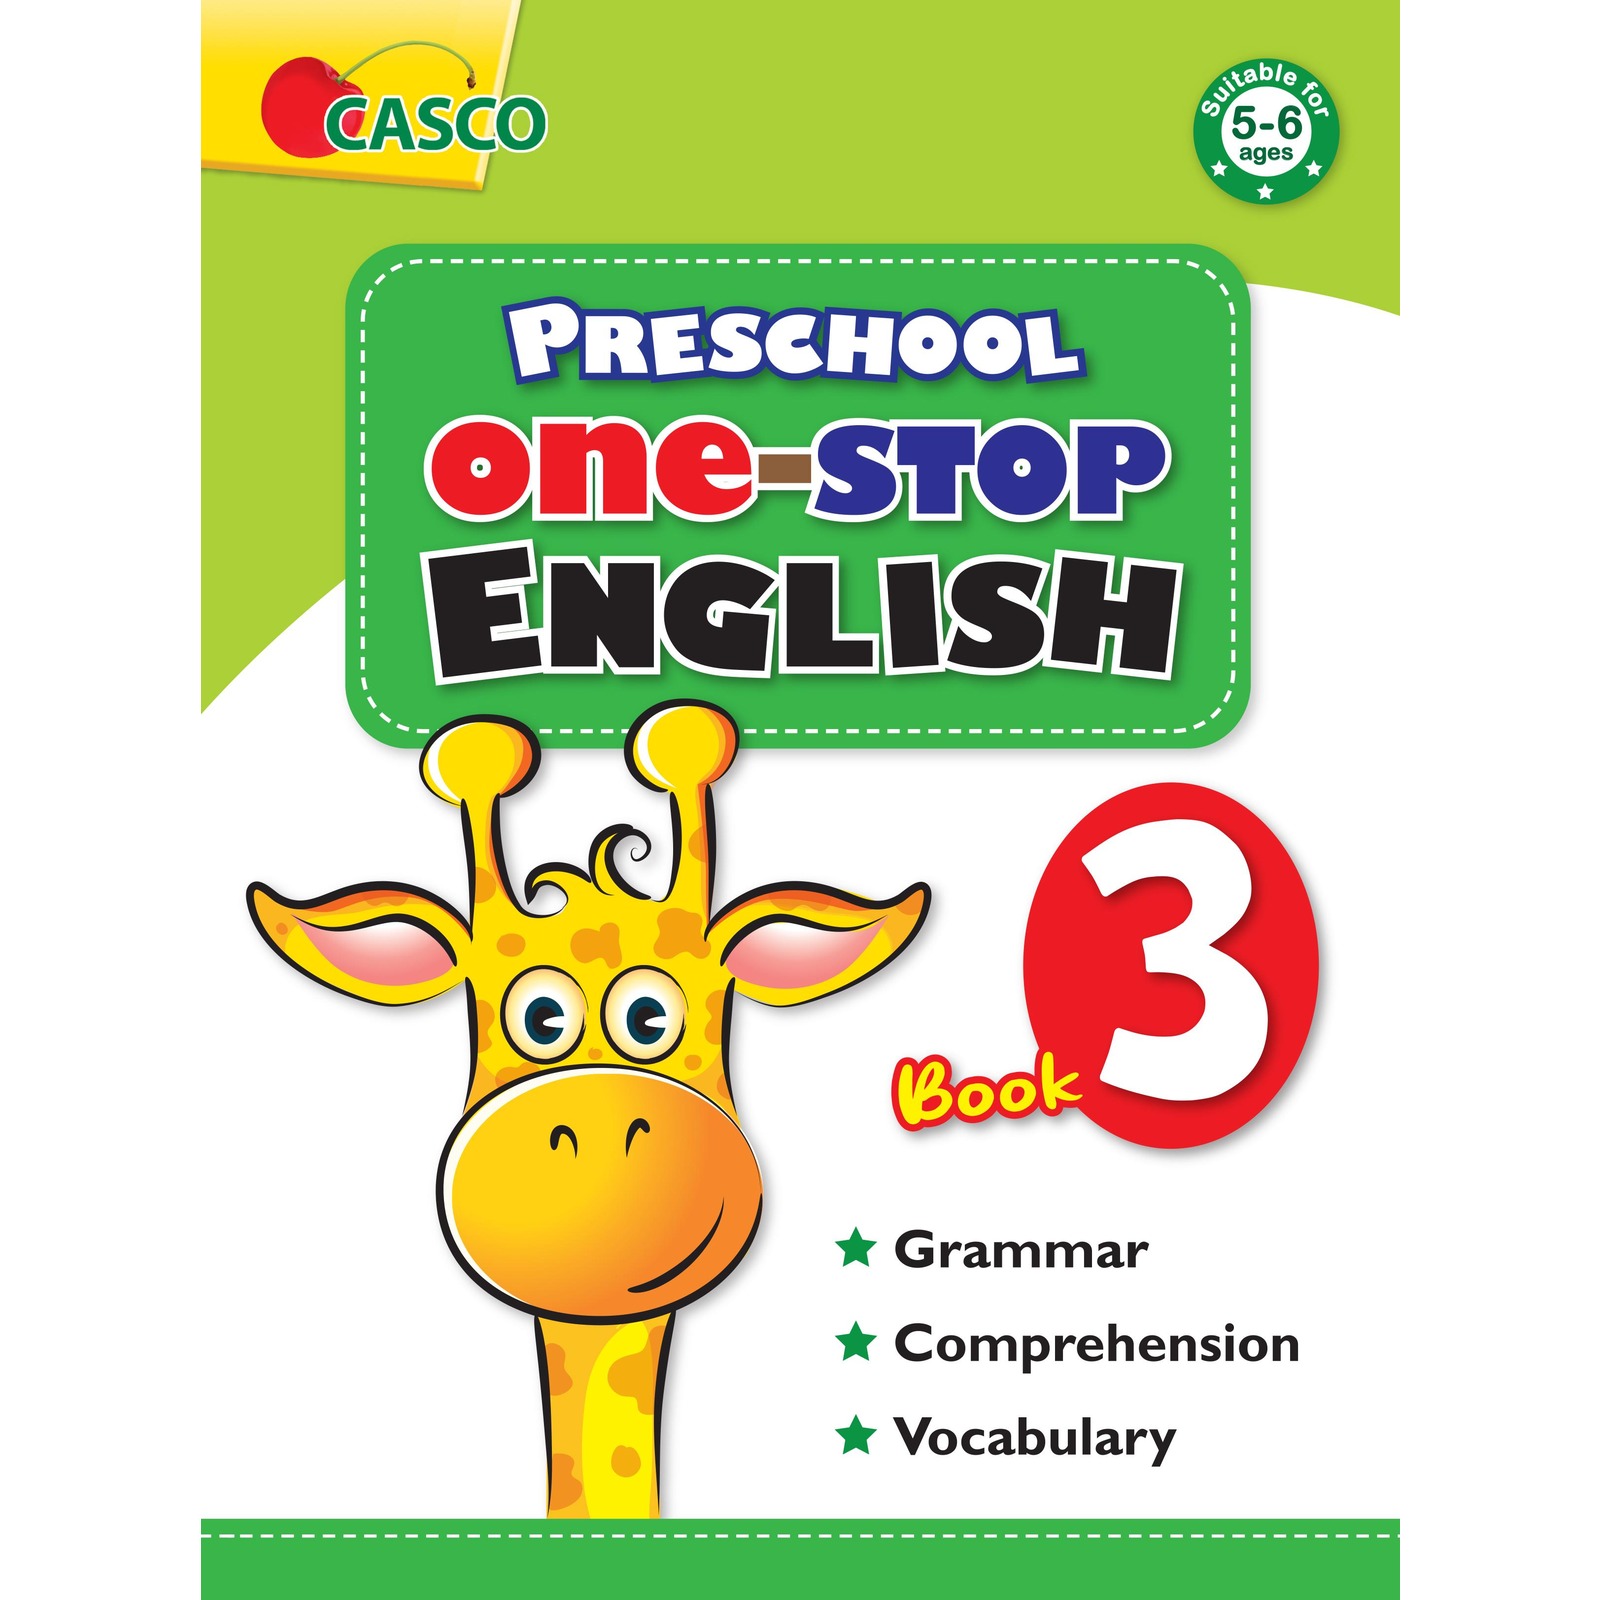 CASCO
Suitable for
5-6
ages
PRESCHOOL
one-STOP
ENGLISH
Book 3
Grammar
Comprehension
Vocabulary